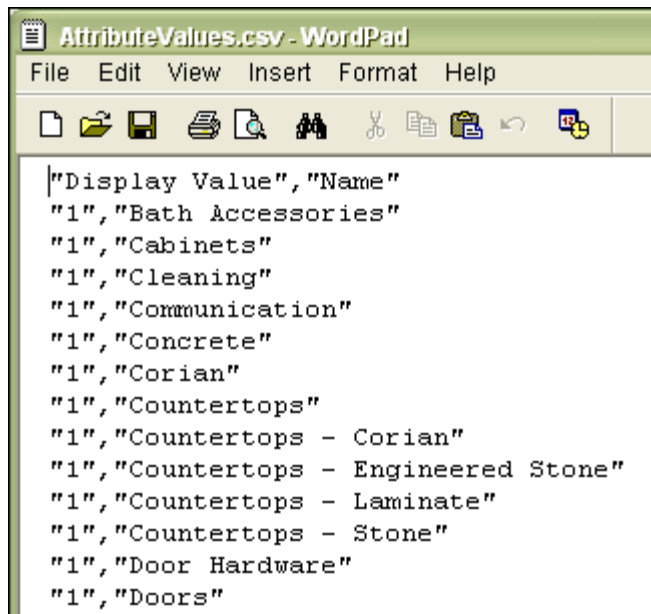 AttributeValues.csv - WordPad
File Edit View Insert Format Help
"Display Value","Name"
"1","Bath Accessories"
"1","Cabinets"
"1","Cleaning"
"1","Communication"
"1","Concrete"
"1","Corian"
"1","Countertops"
"1","Countertops - Corian"
"1","Countertops - Engineered Stone"
"1","Countertops - Laminate"
"1","Countertops - Stone"
"1","Door Hardware"
"1","Doors"